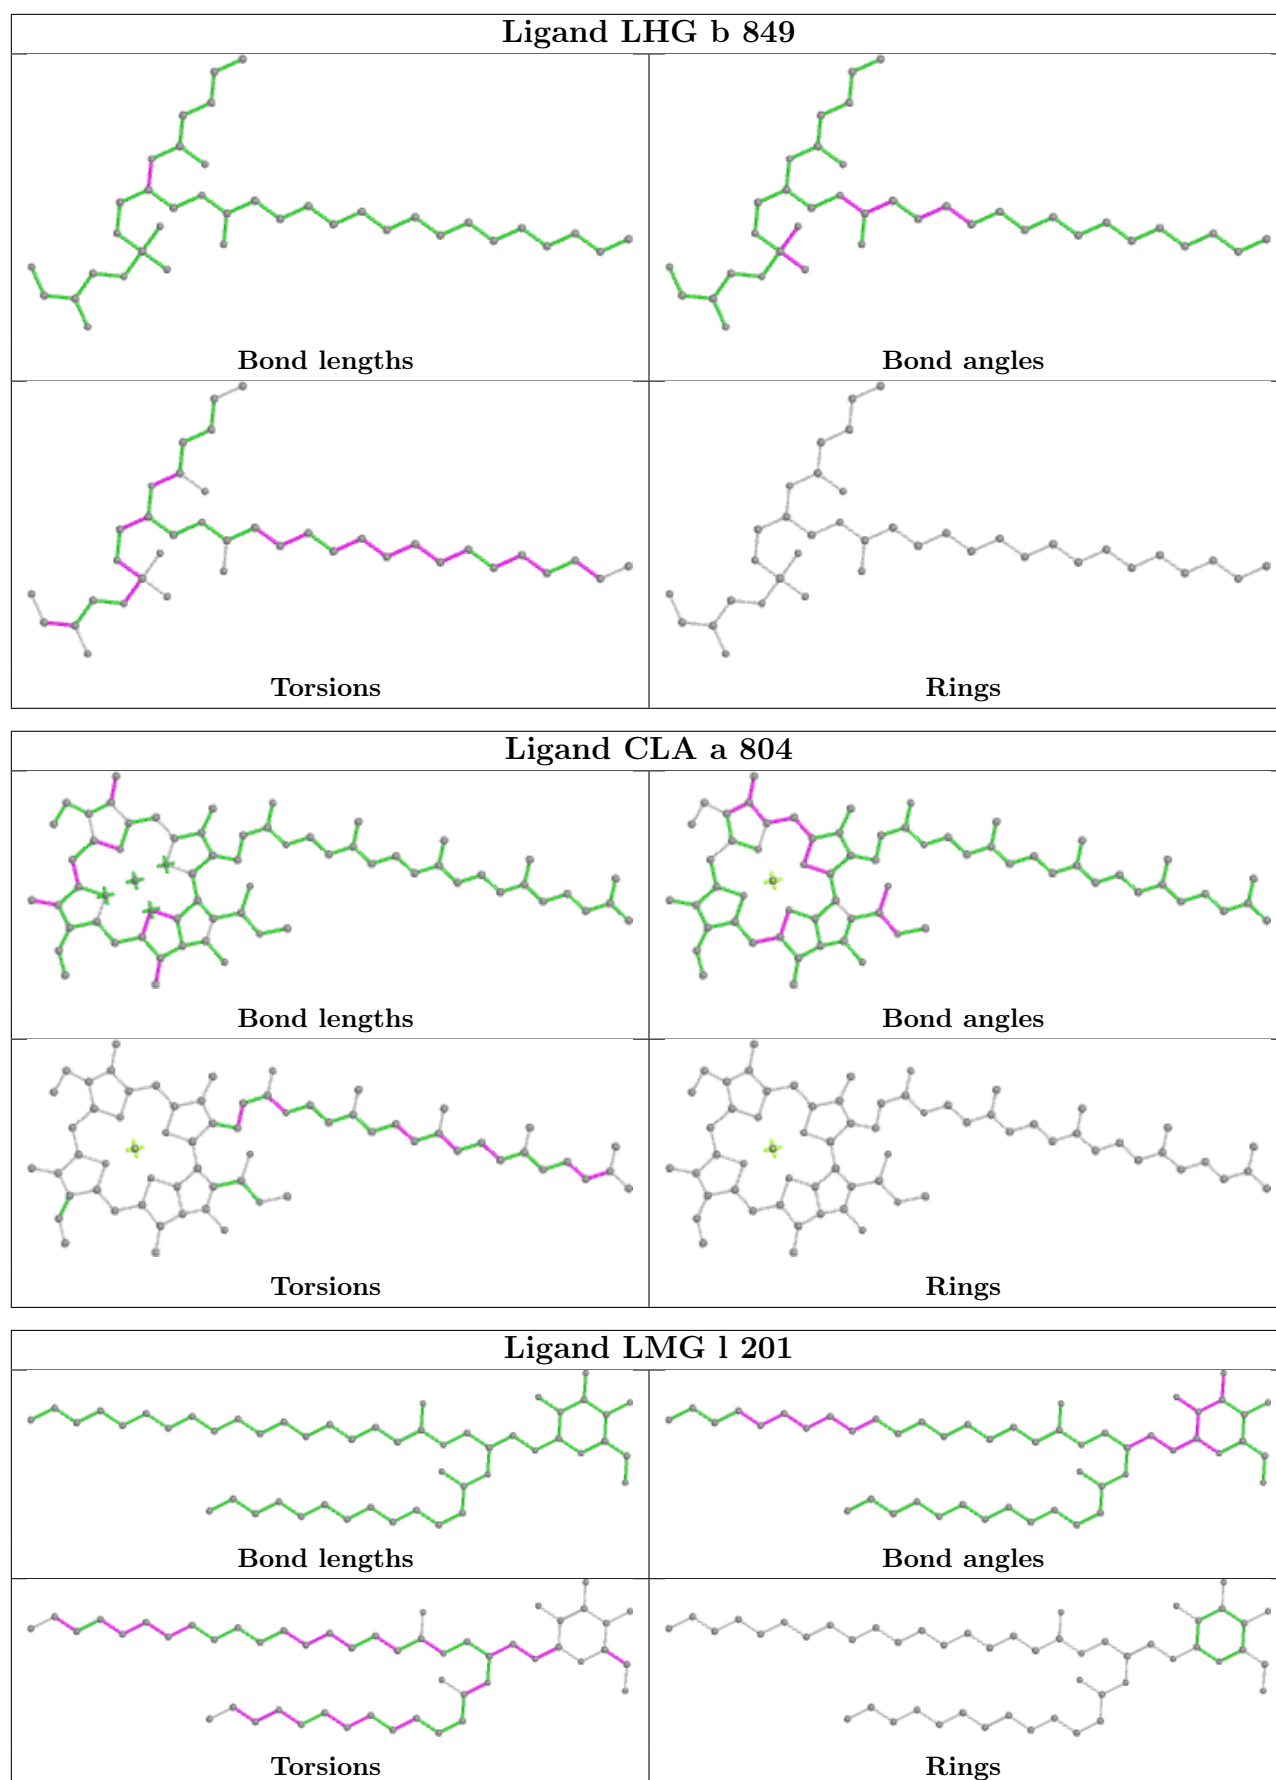 Ligand LHG b 849
Bond lengths
Bond angles
Torsions
Rings
Ligand CLA a 804
Bond lengths
Bond angles
Torsions
Rings
Ligand LMG l 201
Bond lengths
Bond angles
Torsions
Rings